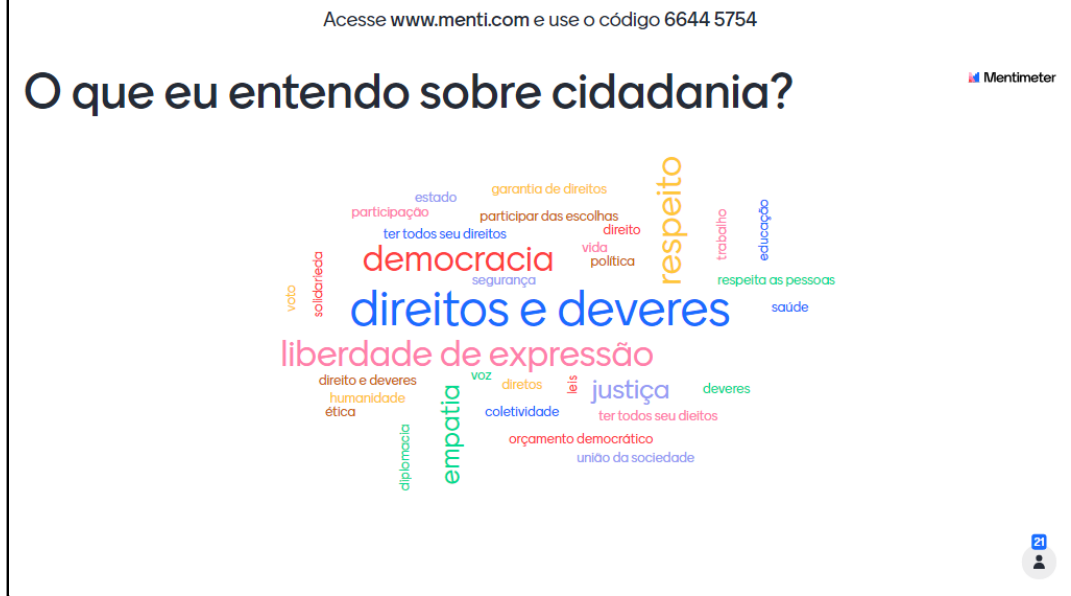 Acesse www.menti.com e use o código 6644 5754
O que eu entendo sobre cidadania?
Mentimeter
respeito
garantia de direitos
estado
participação
participar das escolhas
trabalho
educação
ter todos seu direitos
direito
vida
democracia
política
segurança
respeita as pessoas
voto
solidarieda
direitos e deveres
saúde
liberdade de expressão
direito e deveres
voz
diretos
leis
justiça
deveres
humanidade
ética
empatia
coletividade
ter todos seu dieitos
diplomacia
orçamento democrático
união da sociedade
21